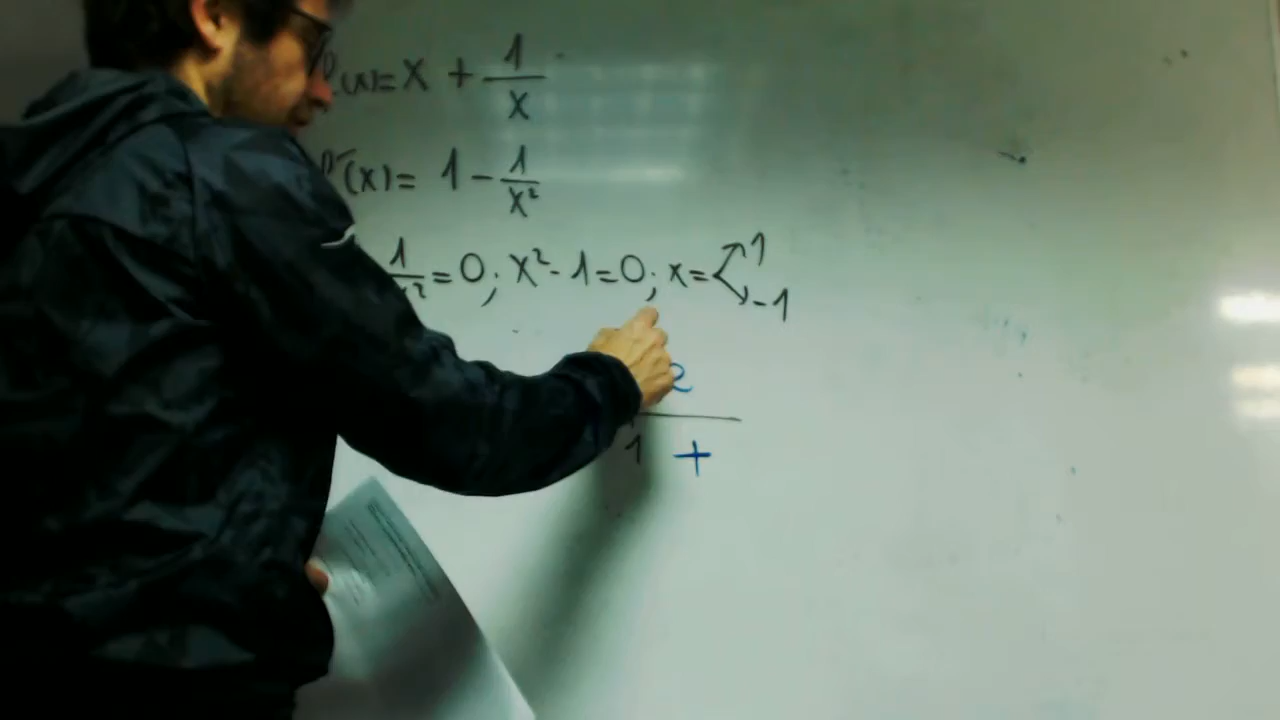 (x)= x + 1/x
'(x)= 1 - 1/x²
1/x² = 0; x² - 1 = 0; x = 1
-1
2
1 +